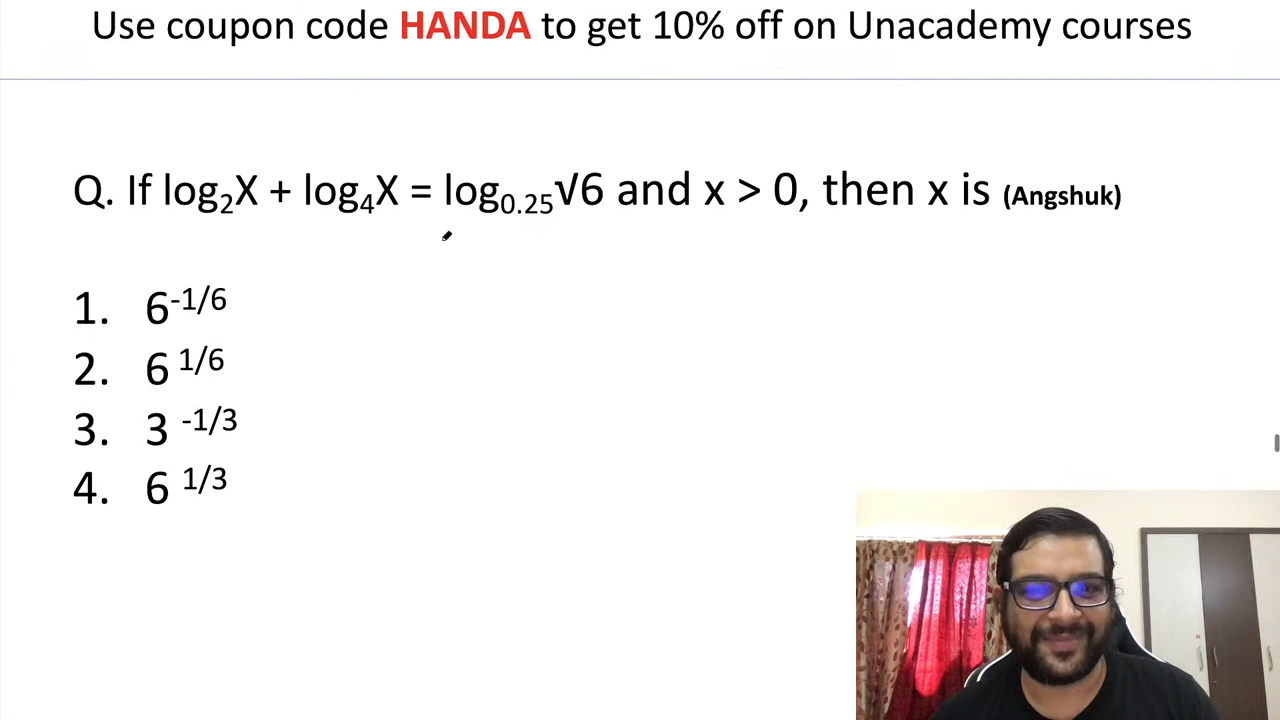 Use coupon code HANDA to get 10% off on Unacademy courses
Q. If log₂X + log₄X = log₀.₂₅√6 and x > 0, then x is (Angshuk)
1. 6⁻¹/⁶
2. 6 ¹/⁶
3. 3 ⁻¹/³
4. 6 ¹/³